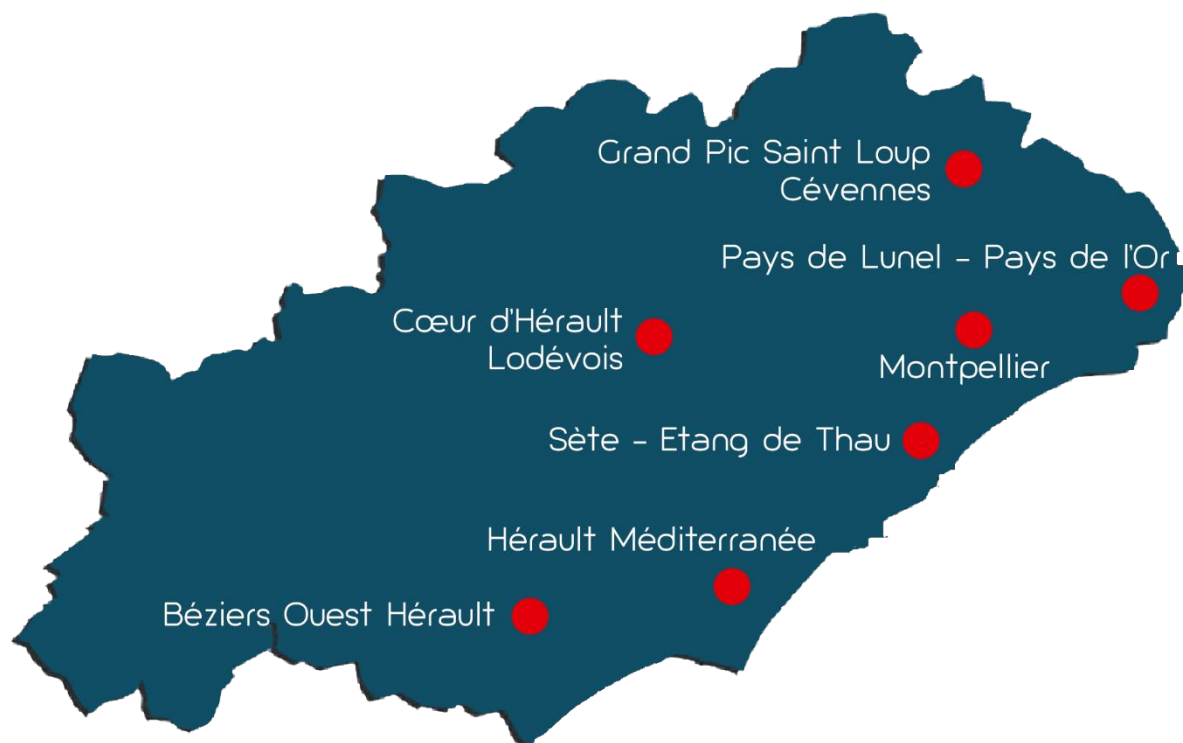 Grand Pic Saint Loup
Cévennes
Pays de Lunel - Pays de l'Or
Cœur d'Hérault
Lodévois
Montpellier
Sète - Etang de Thau
Hérault Méditerranée
Béziers Ouest Hérault